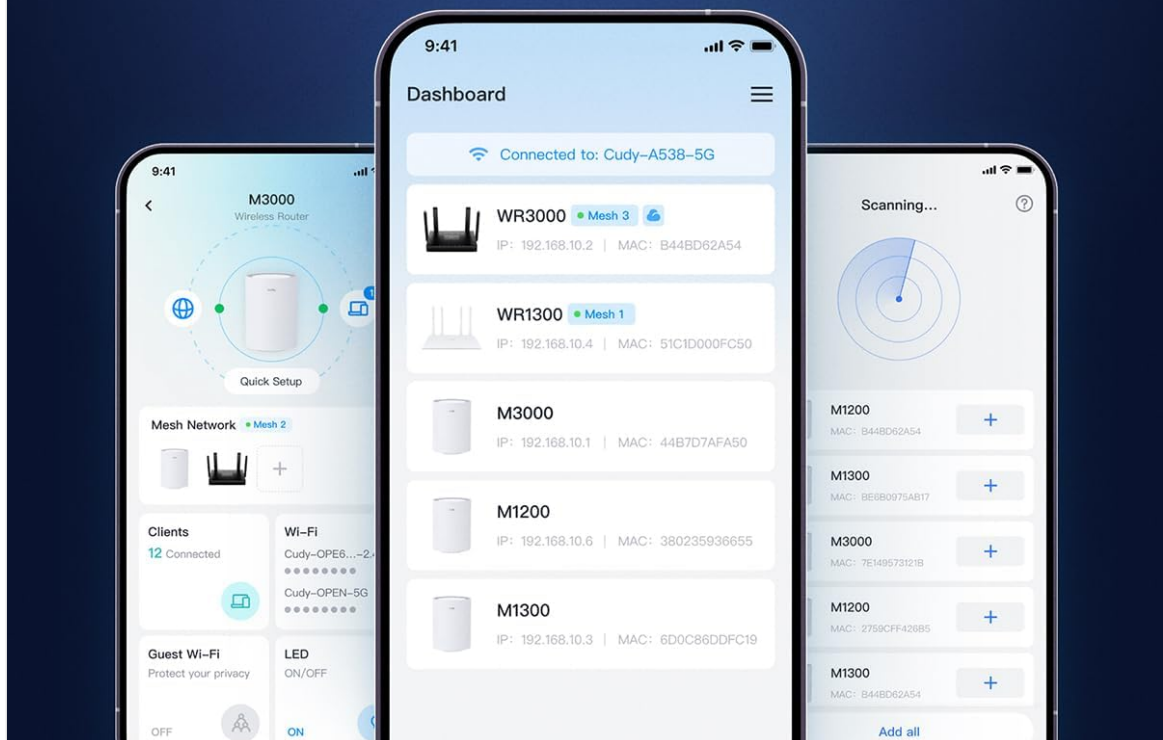 9:41
M3000
Wireless Router
Quick Setup
Mesh Network Mesh 2
Clients
12 Connected
Wi-Fi
Cudy-OPE6...-2.
Cudy-OPEN-5G
Guest Wi-Fi
Protect your privacy
OFF
LED
ON/OFF
ON
9:41
Dashboard
Connected to: Cudy-A538-5G
WR3000 Mesh 3
IP: 192.168.10.2 | MAC: B44BD62A54
WR1300 Mesh 1
IP: 192.168.10.4 | MAC: 51C1D000FC50
M3000
IP: 192.168.10.1 | MAC: 44B7D7AFA50
M1200
IP: 192.168.10.6 | MAC: 380235936655
M1300
IP: 192.168.10.3 | MAC: 6D0C86DDFC19
Scanning...
?
M1200
MAC: B44BD62A54
M1300
MAC: BE6B0975AB17
M3000
MAC: 7E149573121B
M1200
MAC: 2759CFF426B5
M1300
MAC: B44BD62A54
Add all